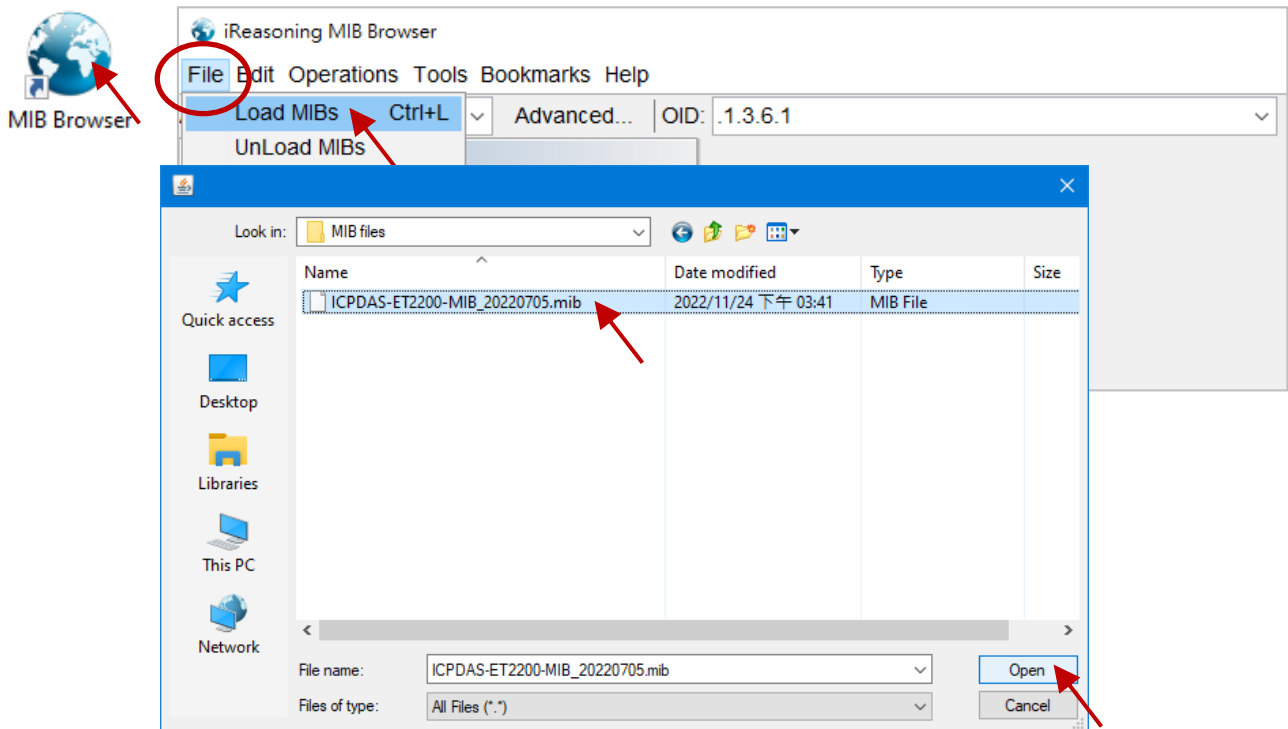 MIB Browser
iReasoning MIB Browser
File Edit Operations Tools Bookmarks Help
Load MIBs Ctrl+L
Advanced... OID: .1.3.6.1
UnLoad MIBs
Look in: MIB files
Name Date modified Type Size
ICPDAS-ET2200-MIB_20220705.mib 2022/11/24 下午 03:41 MIB File
Quick access
Desktop
Libraries
This PC
Network
File name: ICPDAS-ET2200-MIB_20220705.mib Open
Files of type: All Files (*.*) Cancel